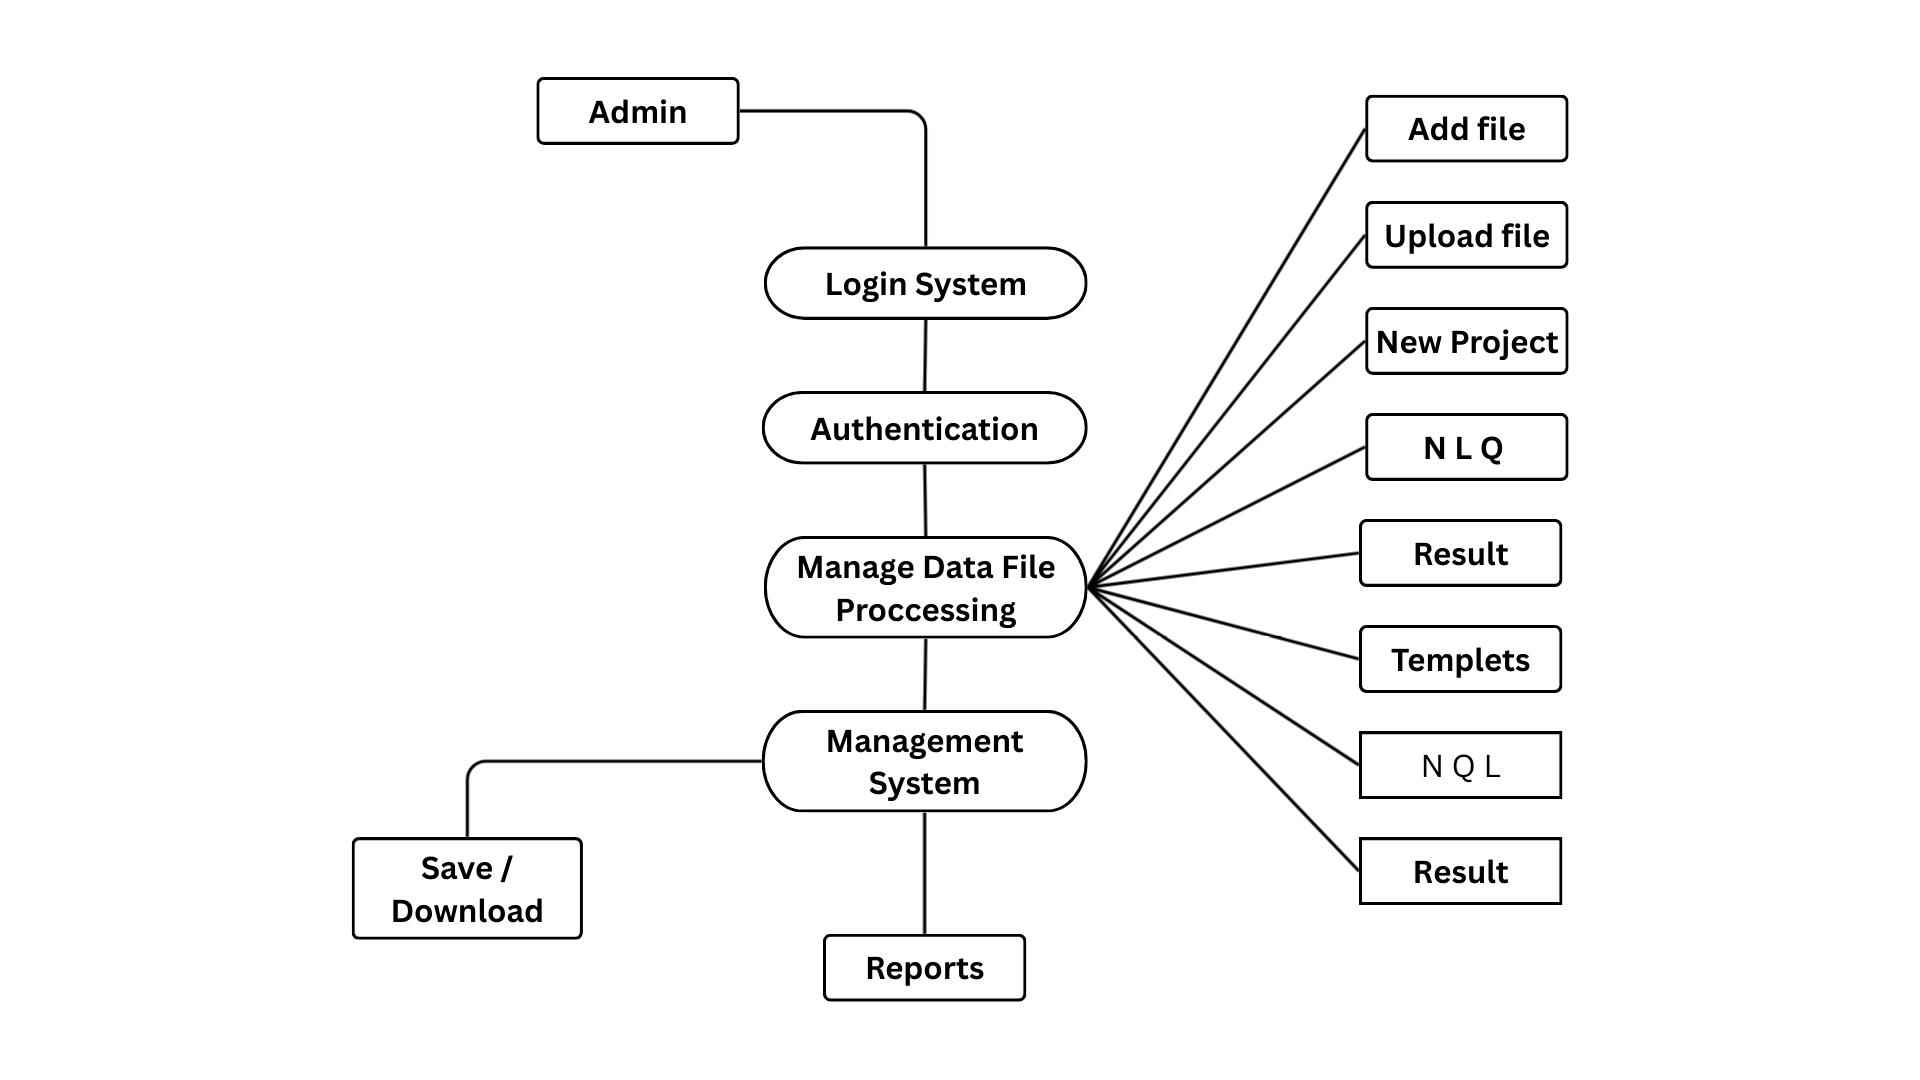 Admin
Login System
Authentication
Manage Data File
Proccessing
Management
System
Save /
Download
Reports
Add file
Upload file
New Project
N L Q
Result
Templets
N Q L
Result